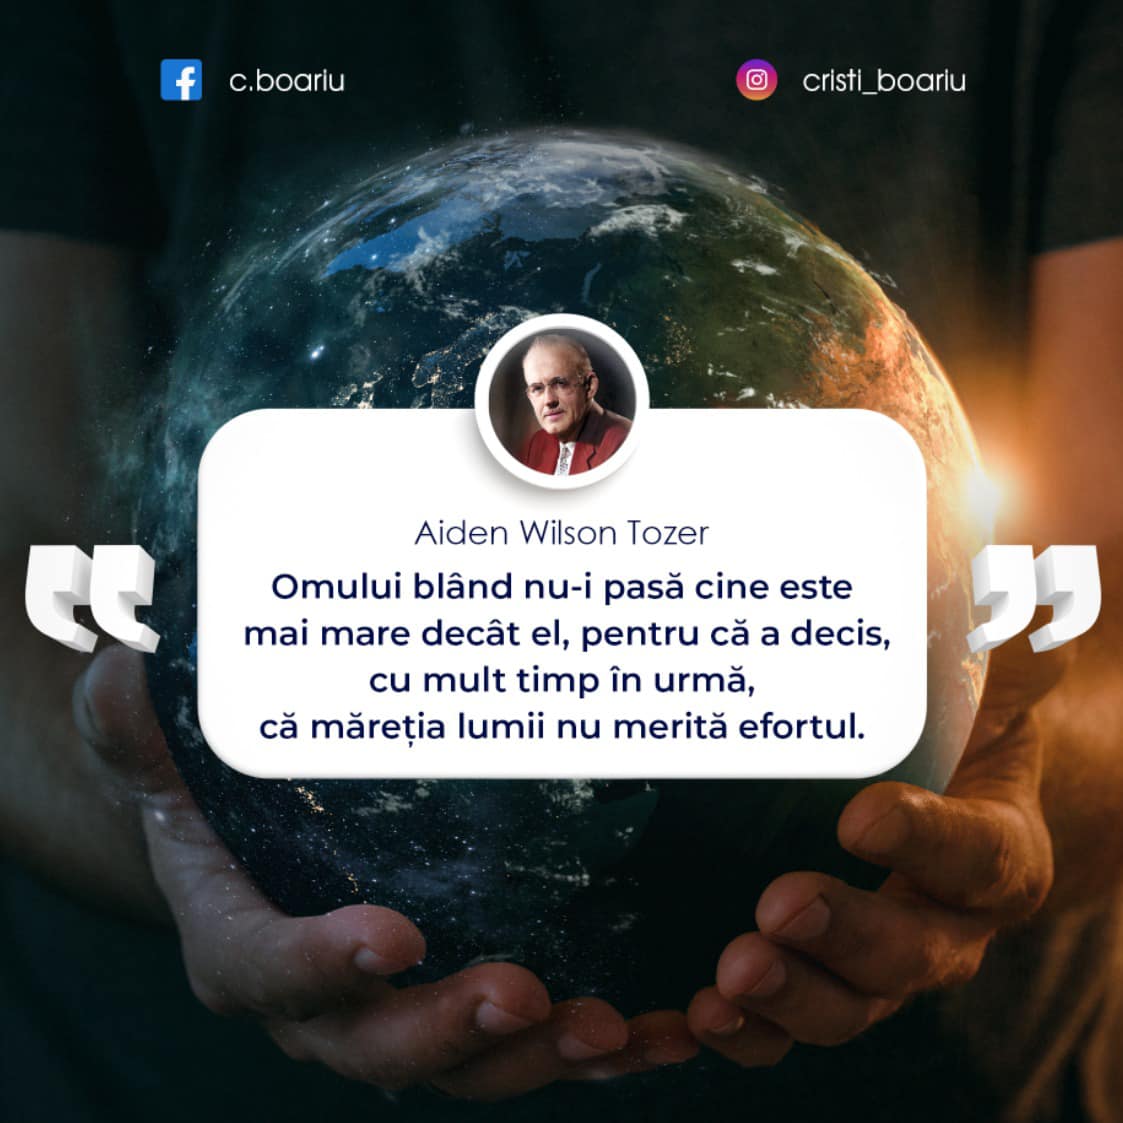 c.boariu
cristi_boariu
Aiden Wilson Tozer
Omului blând nu-i pasă cine este
mai mare decât el, pentru că a decis,
cu mult timp în urmă,
că măreția lumii nu merită efortul.